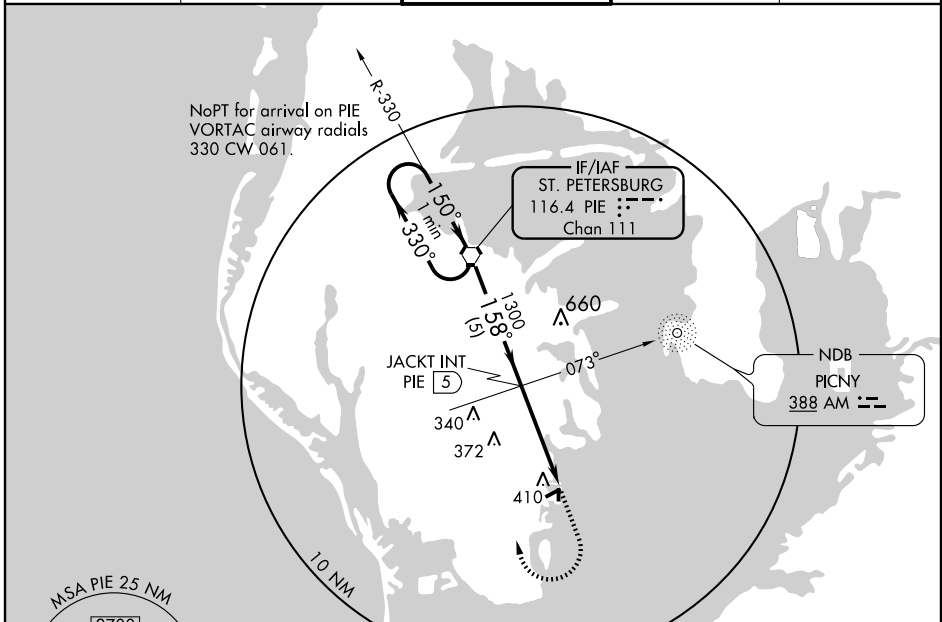 R-330
NoPT for arrival on PIE
VORTAC airway radials
330 CW 061.
IF/IAF
ST. PETERSBURG
116.4 PIE
Chan 111
150°
1 min
330°
1300
158°
(5)
660
JACKT INT
PIE 5
073°
NDB
PICNY
388 AM
340
372
410
10 NM
MSA PIE 25 NM